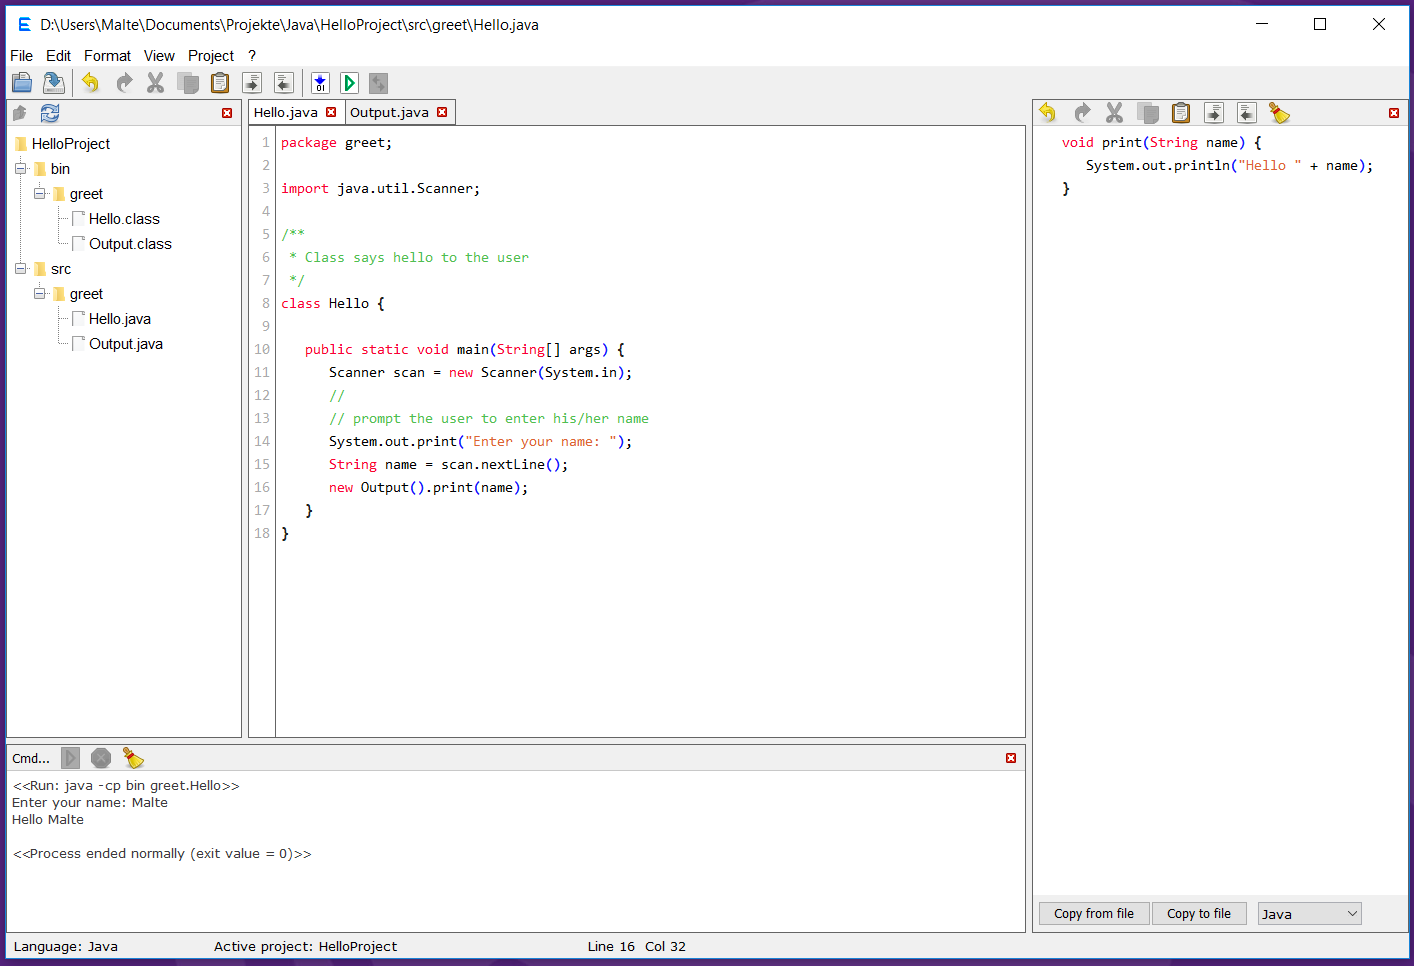 D:\Users\Malte\Documents\Projekte\Java\HelloProject\src\greet\Hello.java
File Edit Format View Project ?
HelloProject
bin
greet
Hello.class
Output.class
src
greet
Hello.java
Output.java
Hello.java Output.java
1 package greet;
2
3 import java.util.Scanner;
4
5 /**
6  * Class says hello to the user
7  */
8 class Hello {
9
10    public static void main(String[] args) {
11       Scanner scan = new Scanner(System.in);
12       //
13       // prompt the user to enter his/her name
14       System.out.print("Enter your name: ");
15       String name = scan.nextLine();
16       new Output().print(name);
17    }
18 }
void print(String name) {
   System.out.println("Hello " + name);
}
Copy from file Copy to file Java
Cmd...
<<Run: java -cp bin greet.Hello>>
Enter your name: Malte
Hello Malte
<<Process ended normally (exit value = 0)>>
Language: Java Active project: HelloProject Line 16 Col 32